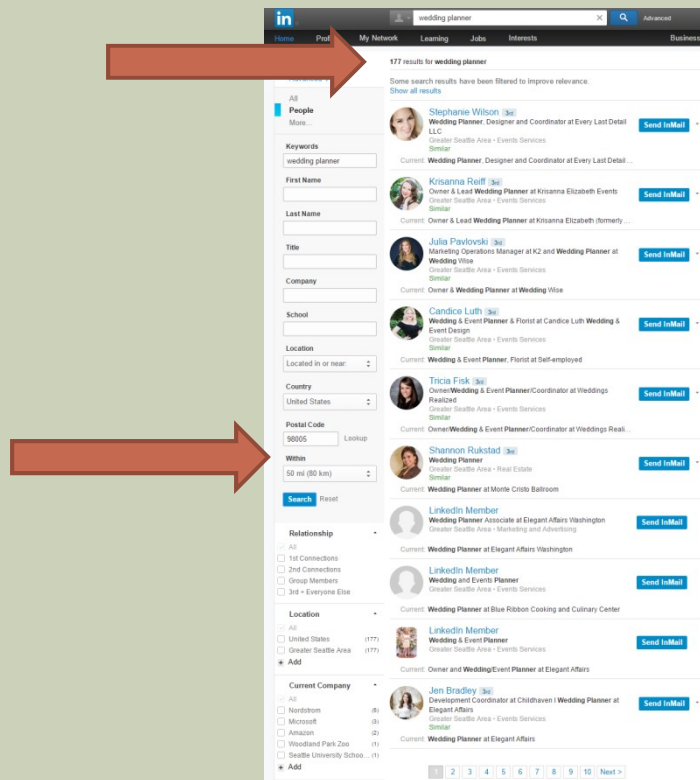 in
wedding planner
Advanced
Home
My Network
Learning
Jobs
Interests
Business
177 results for wedding planner
Some search results have been filtered to improve relevance.
Show all results
All
People
More...
Keywords
wedding planner
First Name
Last Name
Title
Company
School
Location
Located in or near:
Country
United States
Postal Code
98005
Lookup
Within
50 mi (80 km)
Search
Reset
Relationship
All
1st Connections
2nd Connections
Group Members
3rd + Everyone Else
Location
All
United States (177)
Greater Seattle Area (177)
Add
Current Company
All
Nordstrom (6)
Microsoft (3)
Amazon (2)
Woodland Park Zoo (1)
Seattle University Schoo... (1)
Add
Stephanie Wilson 3rd
Wedding Planner, Designer and Coordinator at Every Last Detail
LLC
Greater Seattle Area • Events Services
Similar
Current: Wedding Planner, Designer and Coordinator at Every Last Detail ...
Send InMail
Krisanna Reiff 3rd
Owner & Lead Wedding Planner at Krisanna Elizabeth Events
Greater Seattle Area • Events Services
Similar
Current: Owner & Lead Wedding Planner at Krisanna Elizabeth (formerly ...
Send InMail
Julia Pavlovski 3rd
Marketing Operations Manager at K2 and Wedding Planner at
Wedding Wise
Greater Seattle Area • Events Services
Similar
Current: Owner & Wedding Planner at Wedding Wise
Send InMail
Candice Luth 3rd
Wedding & Event Planner & Florist at Candice Luth Wedding &
Event Design
Greater Seattle Area • Events Services
Similar
Current: Wedding & Event Planner, Florist at Self-employed
Send InMail
Tricia Fisk 3rd
Owner/Wedding & Event Planner/Coordinator at Weddings
Realized
Greater Seattle Area • Events Services
Similar
Current: Owner/Wedding & Event Planner/Coordinator at Weddings Reali...
Send InMail
Shannon Rukstad 3rd
Wedding Planner
Greater Seattle Area • Real Estate
Similar
Current: Wedding Planner at Monte Cristo Ballroom
Send InMail
LinkedIn Member
Wedding Planner Associate at Elegant Affairs Washington
Greater Seattle Area • Marketing and Advertising
Current: Wedding Planner at Elegant Affairs Washington
Send InMail
LinkedIn Member
Wedding and Events Planner
Greater Seattle Area • Events Services
Current: Wedding Planner at Blue Ribbon Cooking and Culinary Center
Send InMail
LinkedIn Member
Wedding & Event Planner
Greater Seattle Area • Events Services
Current: Owner and Wedding/Event Planner at Elegant Affairs
Send InMail
Jen Bradley 3rd
Development Coordinator at Childhaven | Wedding Planner at
Elegant Affairs
Greater Seattle Area • Events Services
Similar
Current: Wedding Planner at Elegant Affairs
Send InMail
1 2 3 4 5 6 7 8 9 10 Next >